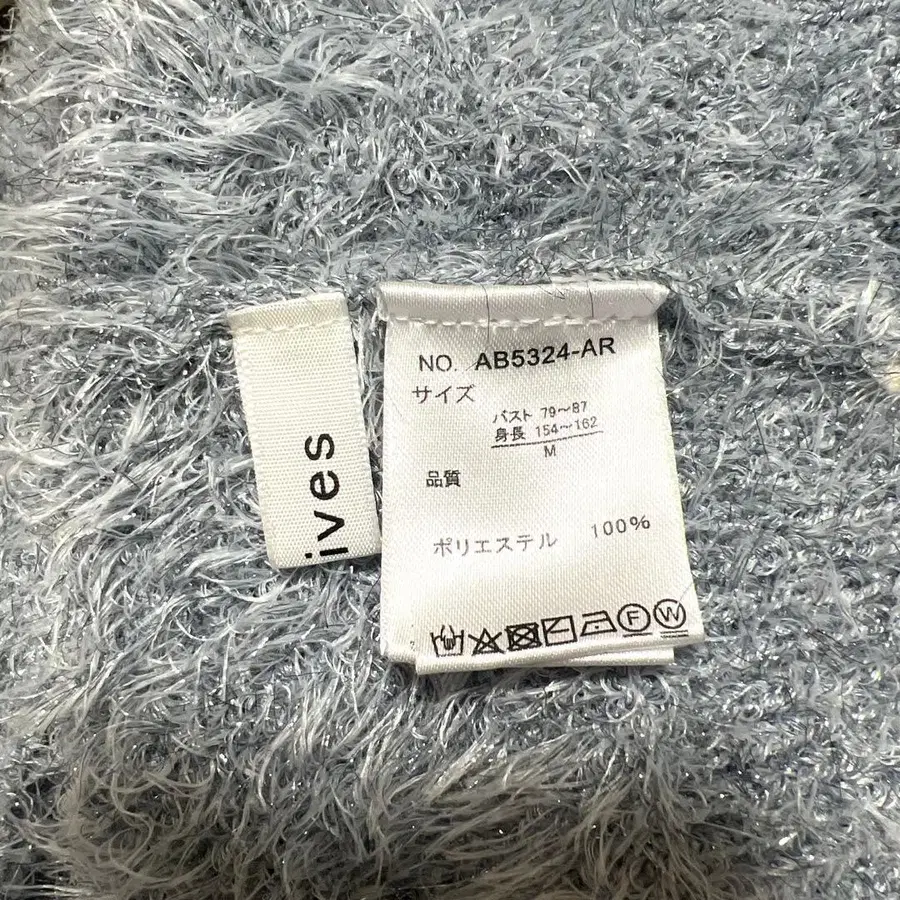 ives
NO. AB5324-AR
サイズ
バスト 79~87
身長 154~162
M
品質
ポリエステル 100%
F W